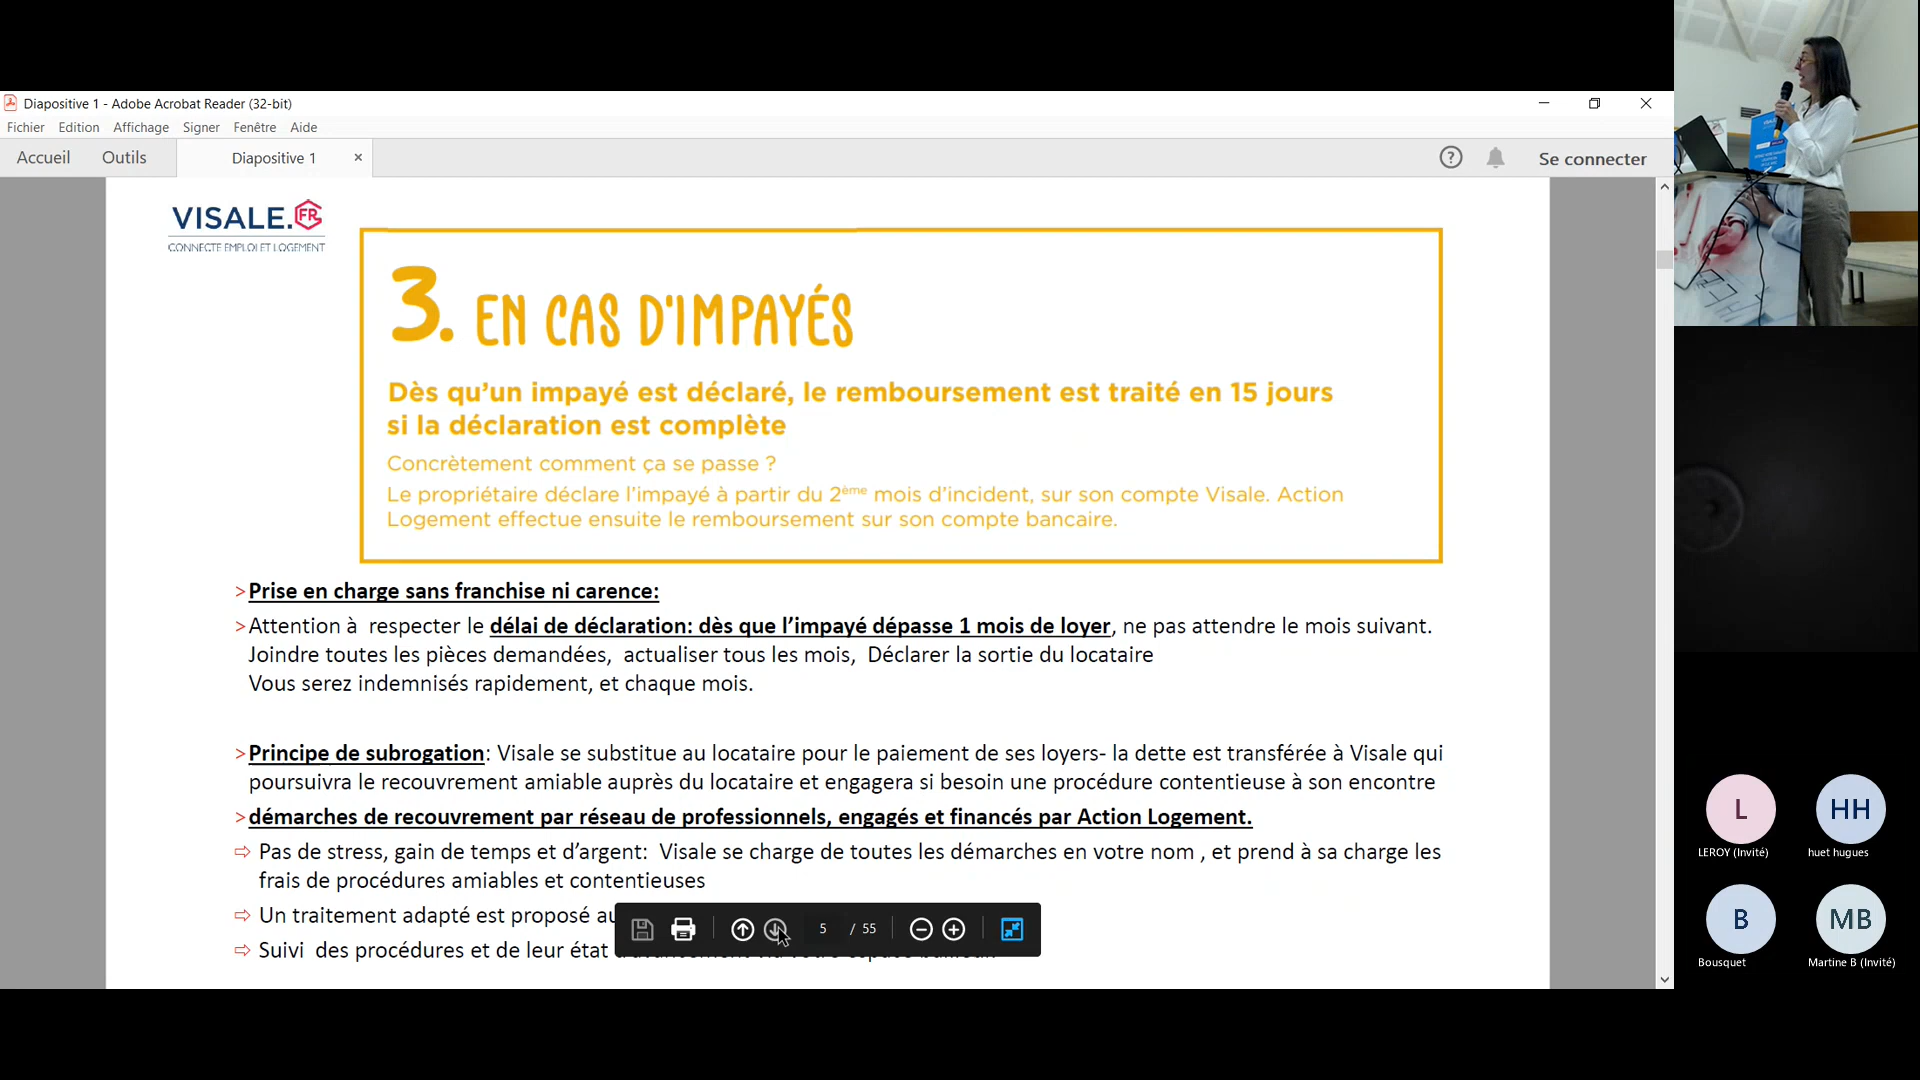 Diapositive 1 - Adobe Acrobat Reader (32-bit)
Fichier Edition Affichage Signer Fenêtre Aide
Accueil Outils Diapositive 1 × ? Se connecter
VISALE.FR
CONNECTE EMPLOI ET LOGEMENT
3. EN CAS D'IMPAYÉS
Dès qu’un impayé est déclaré, le remboursement est traité en 15 jours
si la déclaration est complète
Concrètement comment ça se passe ?
Le propriétaire déclare l’impayé à partir du 2ème mois d’incident, sur son compte Visale. Action
Logement effectue ensuite le remboursement sur son compte bancaire.
>Prise en charge sans franchise ni carence:
>Attention à  respecter le délai de déclaration: dès que l’impayé dépasse 1 mois de loyer, ne pas attendre le mois suivant.
Joindre toutes les pièces demandées,  actualiser tous les mois,  Déclarer la sortie du locataire
Vous serez indemnisés rapidement, et chaque mois.
>Principe de subrogation: Visale se substitue au locataire pour le paiement de ses loyers- la dette est transférée à Visale qui
poursuivra le recouvrement amiable auprès du locataire et engagera si besoin une procédure contentieuse à son encontre
>démarches de recouvrement par réseau de professionnels, engagés et financés par Action Logement.
⇨ Pas de stress, gain de temps et d’argent:  Visale se charge de toutes les démarches en votre nom , et prend à sa charge les
frais de procédures amiables et contentieuses
⇨ Un traitement adapté est proposé au
⇨ Suivi  des procédures et de leur état
5 / 55
L HH
LEROY (Invité) huet hugues
B MB
Bousquet Martine B (Invité)